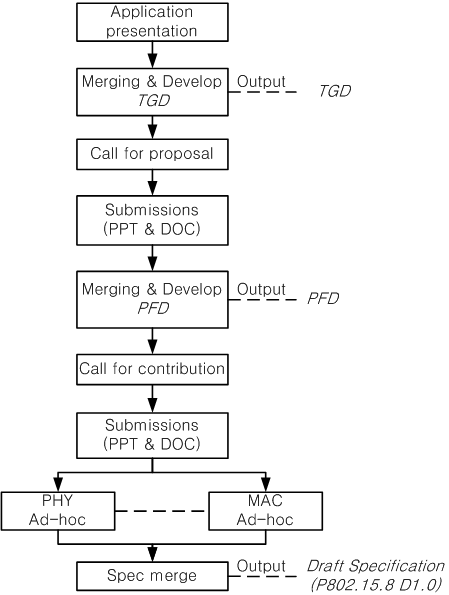 Application
presentation
Merging & Develop
TGD
Output
TGD
Call for proposal
Submissions
(PPT & DOC)
Merging & Develop
PFD
Output
PFD
Call for contribution
Submissions
(PPT & DOC)
PHY
Ad-hoc
MAC
Ad-hoc
Spec merge
Output
Draft Specification
(P802.15.8 D1.0)